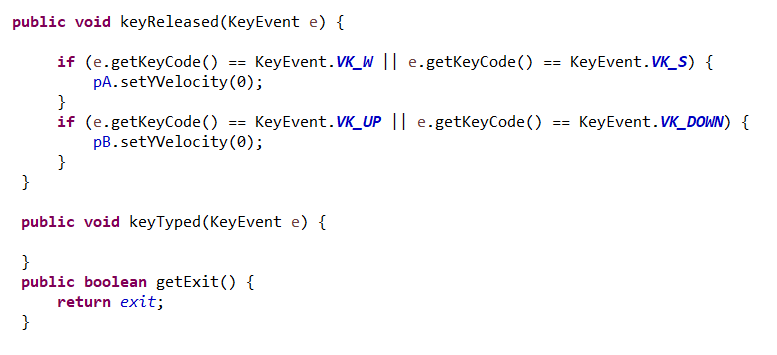 public void keyReleased(KeyEvent e) {
if (e.getKeyCode() == KeyEvent.VK_W || e.getKeyCode() == KeyEvent.VK_S) {
pA.setYVelocity(0);
}
if (e.getKeyCode() == KeyEvent.VK_UP || e.getKeyCode() == KeyEvent.VK_DOWN) {
pB.setYVelocity(0);
}
}
public void keyTyped(KeyEvent e) {
}
public boolean getExit() {
return exit;
}